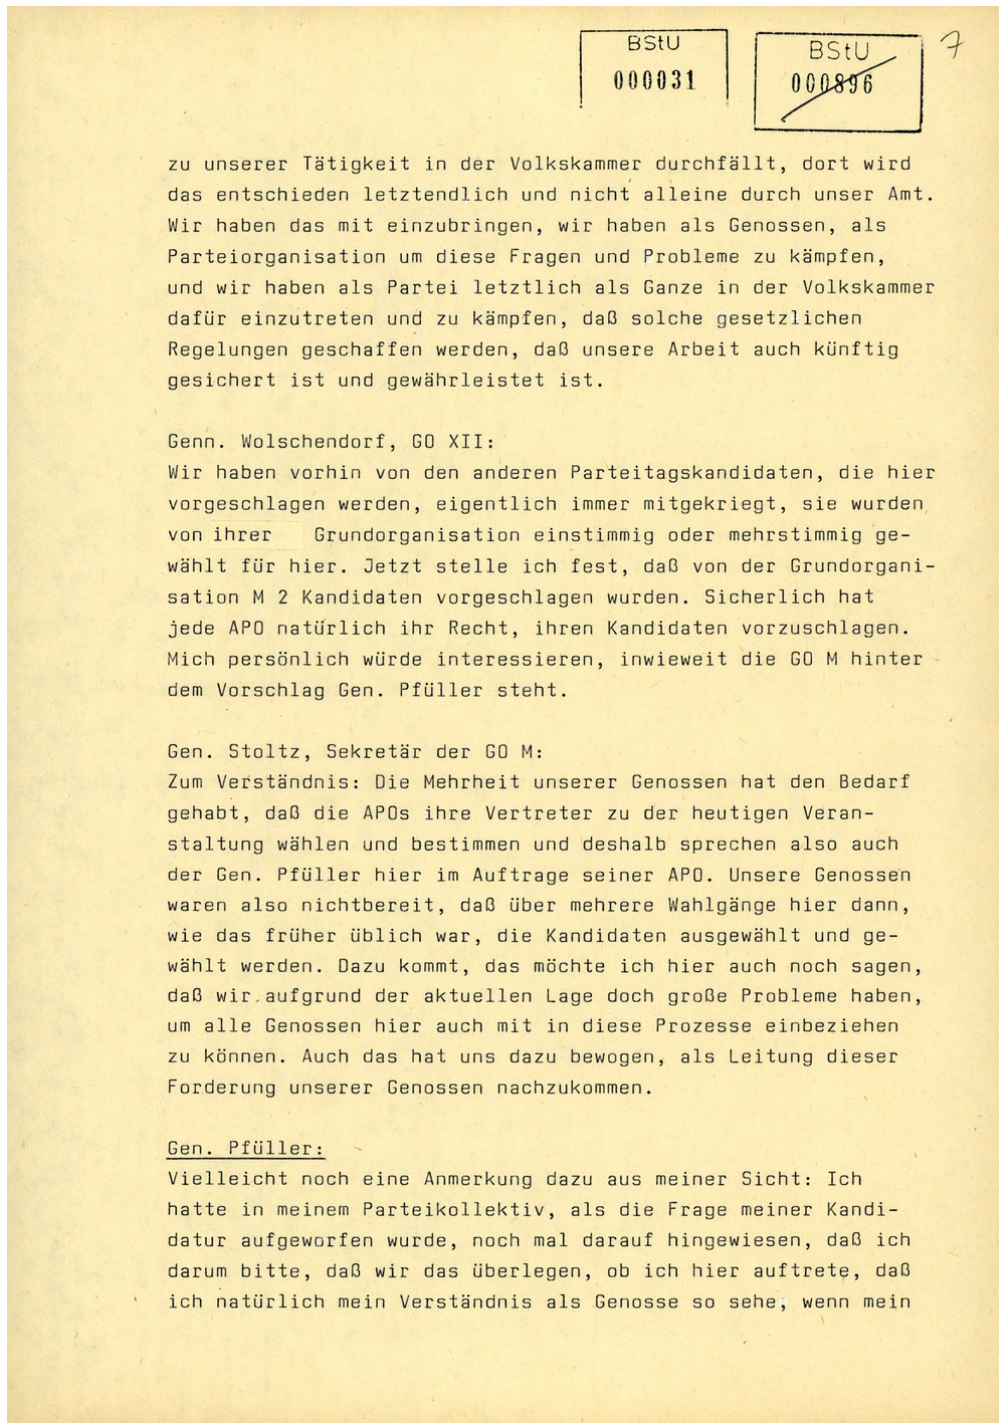 BStU
000031
BStU
000896
7
zu unserer Tätigkeit in der Volkskammer durchfällt, dort wird
das entschieden letztendlich und nicht alleine durch unser Amt.
Wir haben das mit einzubringen, wir haben als Genossen, als
Parteiorganisation um diese Fragen und Probleme zu kämpfen,
und wir haben als Partei letztlich als Ganze in der Volkskammer
dafür einzutreten und zu kämpfen, daß solche gesetzlichen
Regelungen geschaffen werden, daß unsere Arbeit auch künftig
gesichert ist und gewährleistet ist.
Genn. Wolschendorf, GO XII:
Wir haben vorhin von den anderen Parteitagskandidaten, die hier
vorgeschlagen werden, eigentlich immer mitgekriegt, sie wurden
von ihrer Grundorganisation einstimmig oder mehrstimmig ge-
wählt für hier. Jetzt stelle ich fest, daß von der Grundorgani-
sation M 2 Kandidaten vorgeschlagen wurden. Sicherlich hat
jede APO natürlich ihr Recht, ihren Kandidaten vorzuschlagen.
Mich persönlich würde interessieren, inwieweit die GO M hinter
dem Vorschlag Gen. Pfüller steht.
Gen. Stoltz, Sekretär der GO M:
Zum Verständnis: Die Mehrheit unserer Genossen hat den Bedarf
gehabt, daß die APOs ihre Vertreter zu der heutigen Veran-
staltung wählen und bestimmen und deshalb sprechen also auch
der Gen. Pfüller hier im Auftrage seiner APO. Unsere Genossen
waren also nichtbereit, daß über mehrere Wahlgänge hier dann,
wie das früher üblich war, die Kandidaten ausgewählt und ge-
wählt werden. Dazu kommt, das möchte ich hier auch noch sagen,
daß wir aufgrund der aktuellen Lage doch große Probleme haben,
um alle Genossen hier auch mit in diese Prozesse einbeziehen
zu können. Auch das hat uns dazu bewogen, als Leitung dieser
Forderung unserer Genossen nachzukommen.
Gen. Pfüller:
Vielleicht noch eine Anmerkung dazu aus meiner Sicht: Ich
hatte in meinem Parteikollektiv, als die Frage meiner Kandi-
datur aufgeworfen wurde, noch mal darauf hingewiesen, daß ich
darum bitte, daß wir das überlegen, ob ich hier auftrete, daß
ich natürlich mein Verständnis als Genosse so sehe, wenn mein